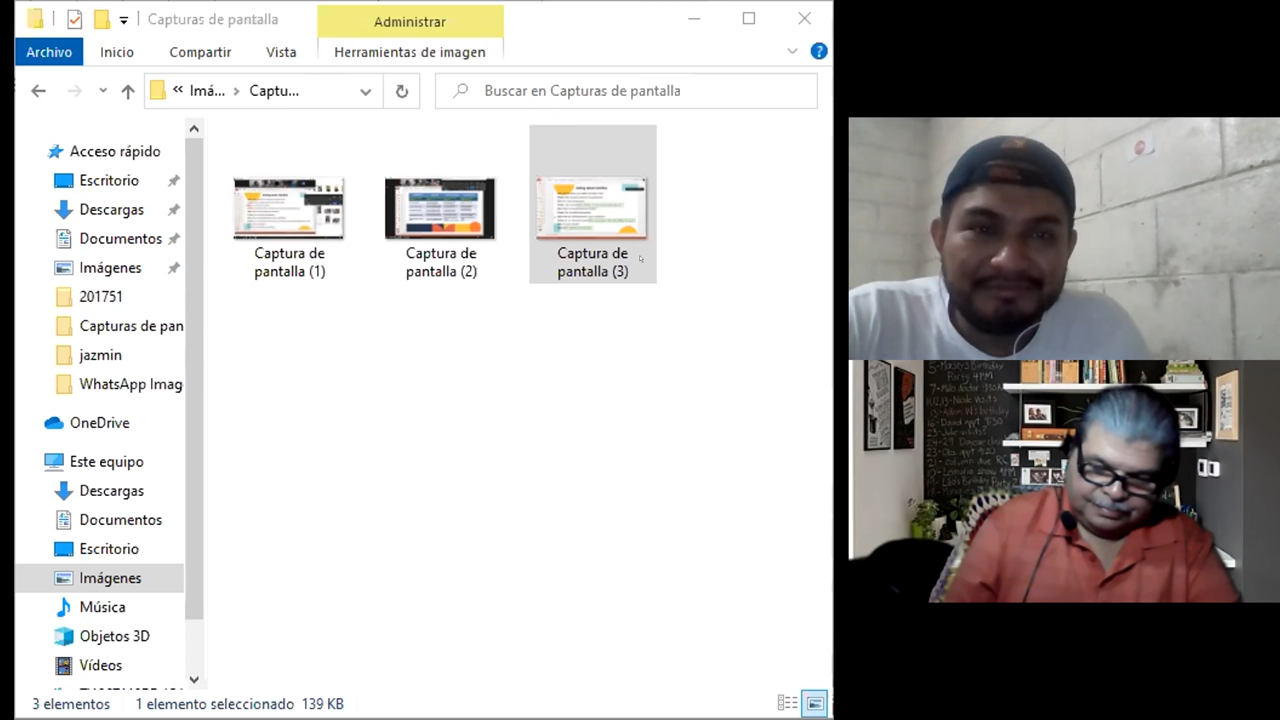 Capturas de pantalla
Administrar
Archivo
Inicio
Compartir
Vista
Herramientas de imagen
?
« Imá... > Captu...
Buscar en Capturas de pantalla
Acceso rápido
Escritorio
Descargas
Documentos
Imágenes
201751
Capturas de pan
jazmin
WhatsApp Imag
OneDrive
Este equipo
Descargas
Documentos
Escritorio
Imágenes
Música
Objetos 3D
Vídeos
Captura de
pantalla (1)
Captura de
pantalla (2)
Captura de
pantalla (3)
3 elementos
1 elemento seleccionado 139 KB
Party 4PM